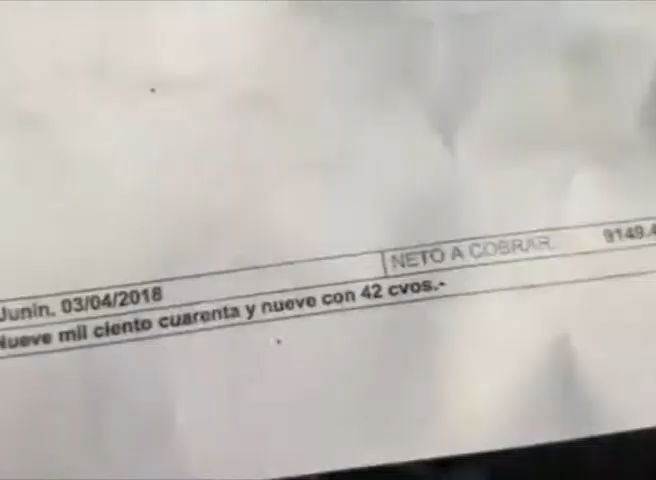 Junin, 03/04/2018 NETO A COBRAR 9149.4
Nueve mil ciento cuarenta y nueve con 42 cvos.-